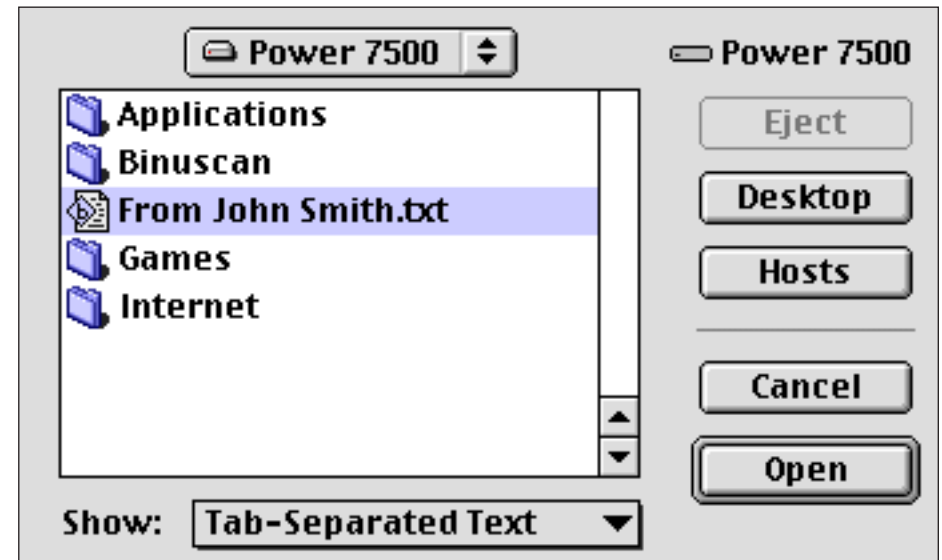 Power 7500
Power 7500
Applications
Binuscan
From John Smith.txt
Games
Internet
Eject
Desktop
Hosts
Cancel
Open
Show: Tab-Separated Text